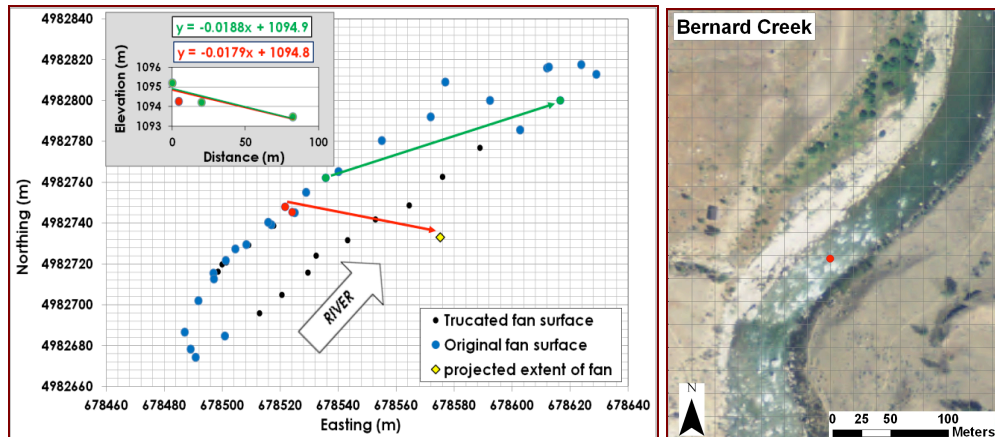 y = -0.0188x + 1094.9
y = -0.0179x + 1094.8
Elevation (m)
1096
1095
1094
1093
0
50
100
Distance (m)
Northing (m)
4982840
4982820
4982800
4982780
4982760
4982740
4982720
4982700
4982680
4982660
678460
678480
678500
678520
678540
678560
678580
678600
678620
678640
Easting (m)
RIVER
Trucated fan surface
Original fan surface
projected extent of fan
Bernard Creek
N
0 25 50 100
Meters